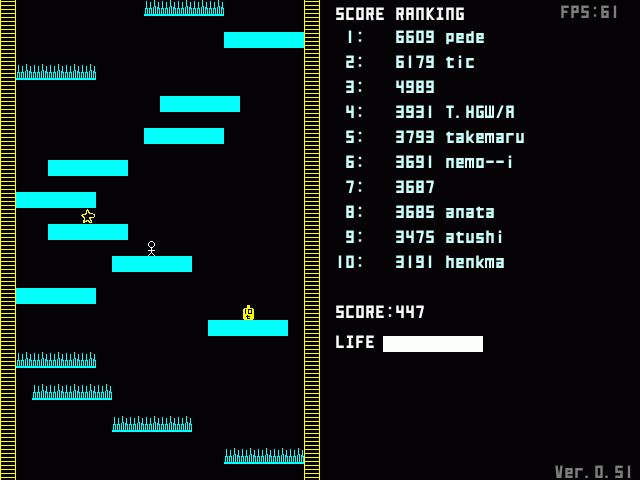 SCORE RANKING FPS:61
1: 6609 pede
2: 6179 tic
3: 4989
4: 3931 T.HGW/A
5: 3793 takemaru
6: 3691 nemo--i
7: 3687
8: 3685 anata
9: 3475 atushi
10: 3191 henkma
SCORE:447
LIFE
Ver.0.51